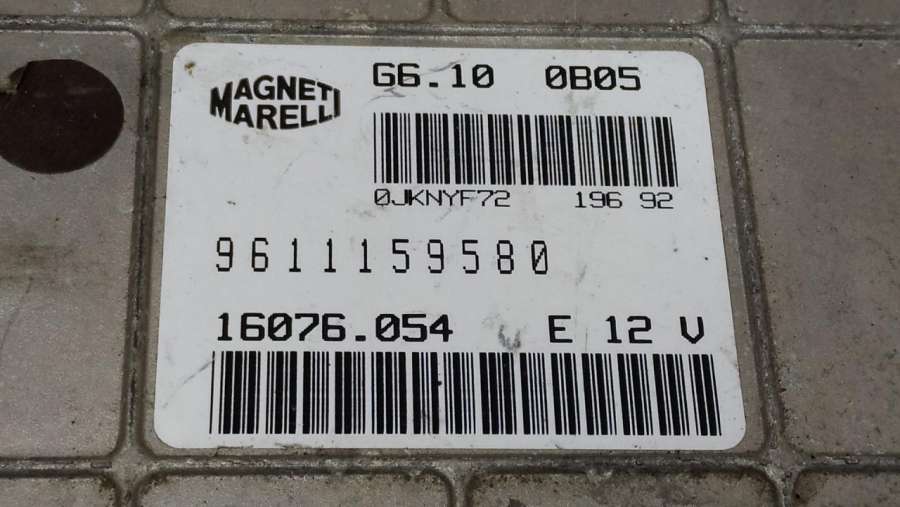 MAGNETI
MARELLI
G6.10 0B05
0JKNYF72 196 92
9611159580
16076.054 E 12 V